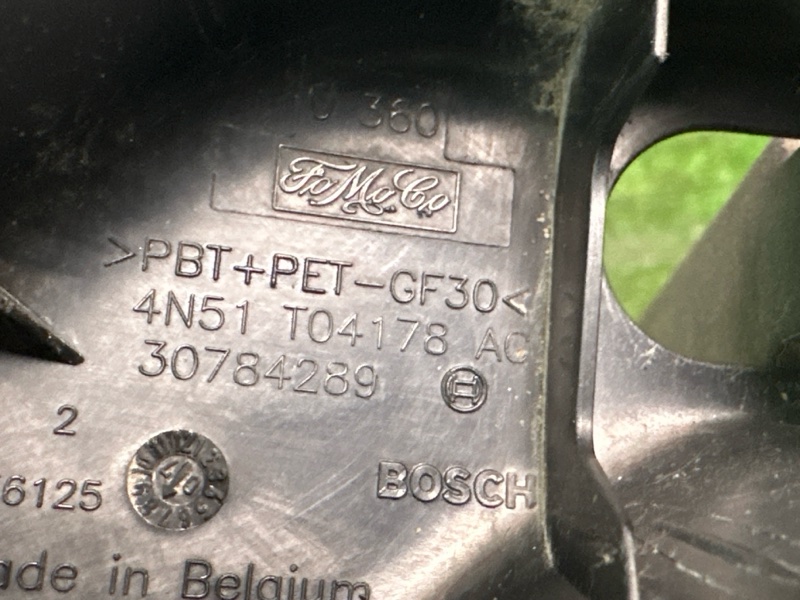 0 360
FoMoCo
>PBT+PET-GF30<
4N51 T04178 AC
30784289
2
6125
BOSCH
ade in Belgium